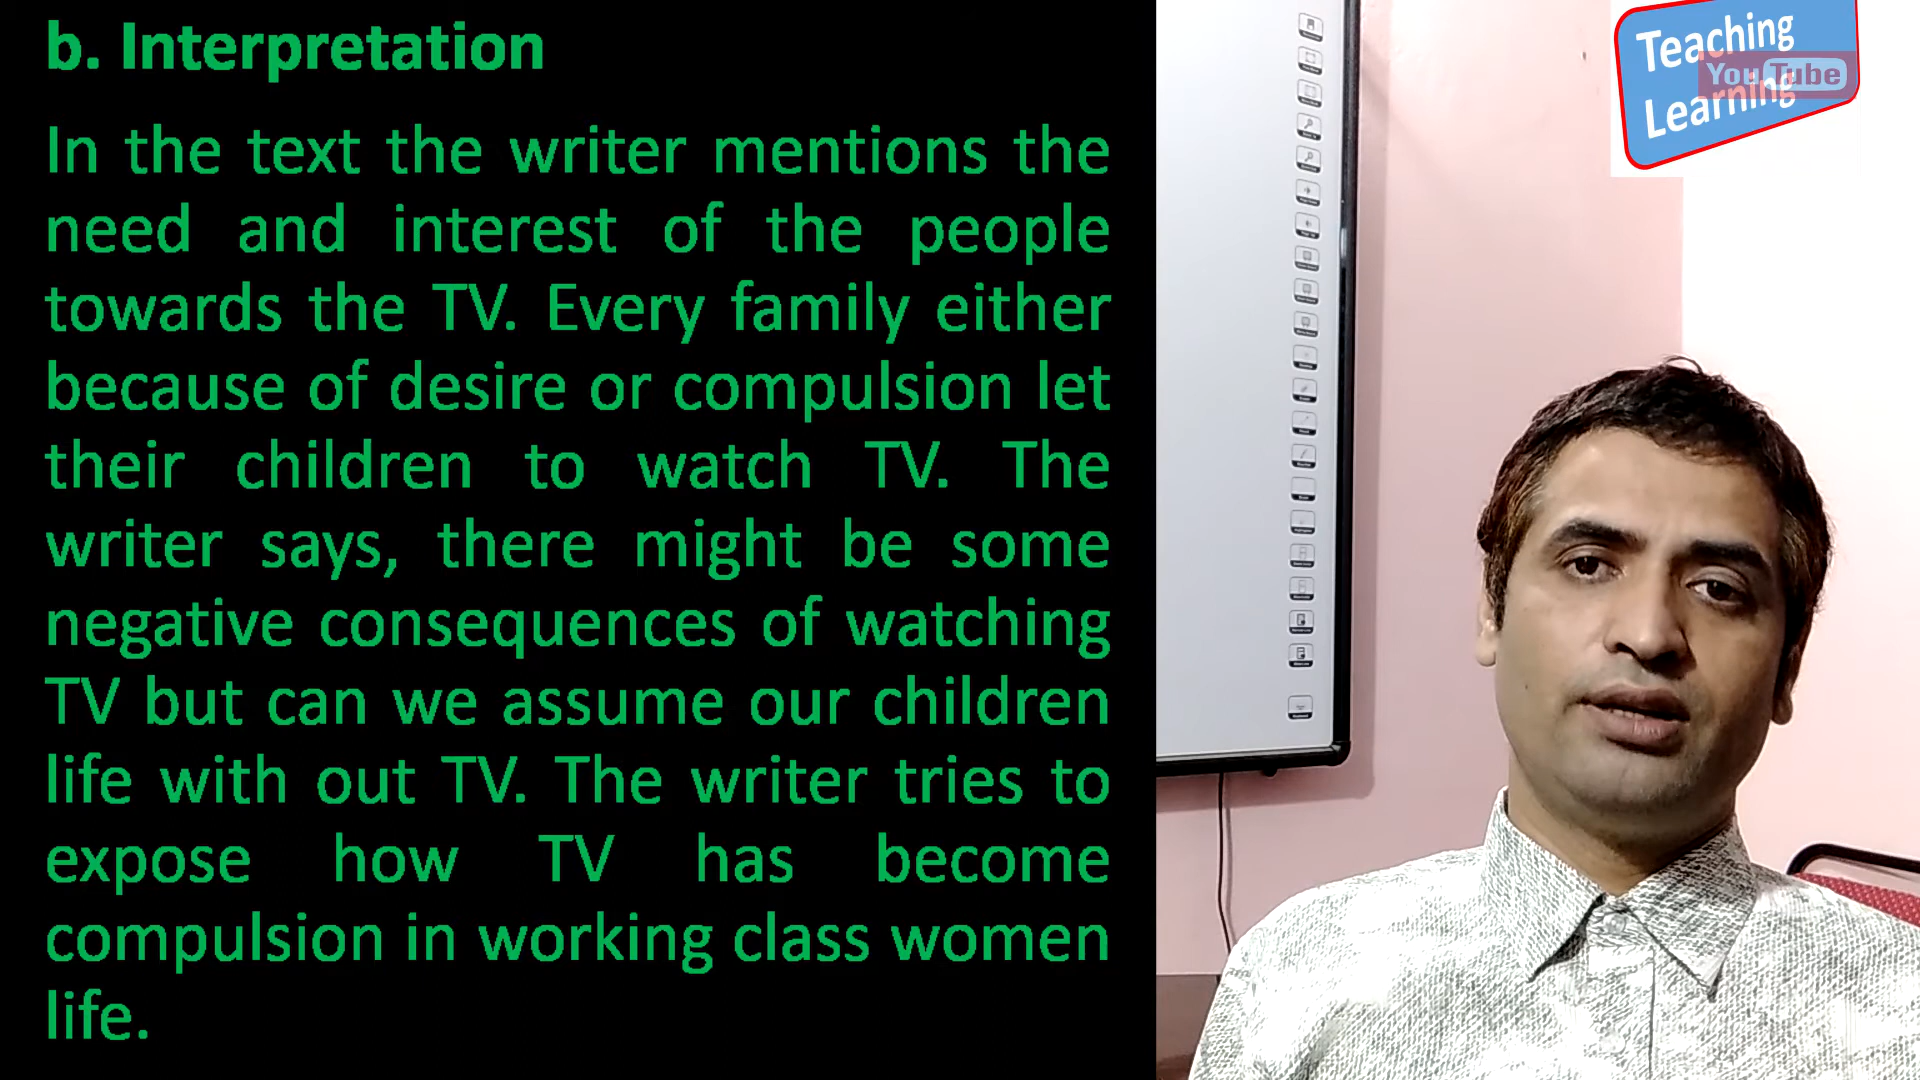 b. Interpretation
In the text the writer mentions the
need and interest of the people
towards the TV. Every family either
because of desire or compulsion let
their children to watch TV. The
writer says, there might be some
negative consequences of watching
TV but can we assume our children
life with out TV. The writer tries to
expose how TV has become
compulsion in working class women
life.
Teaching
YouTube
Learning